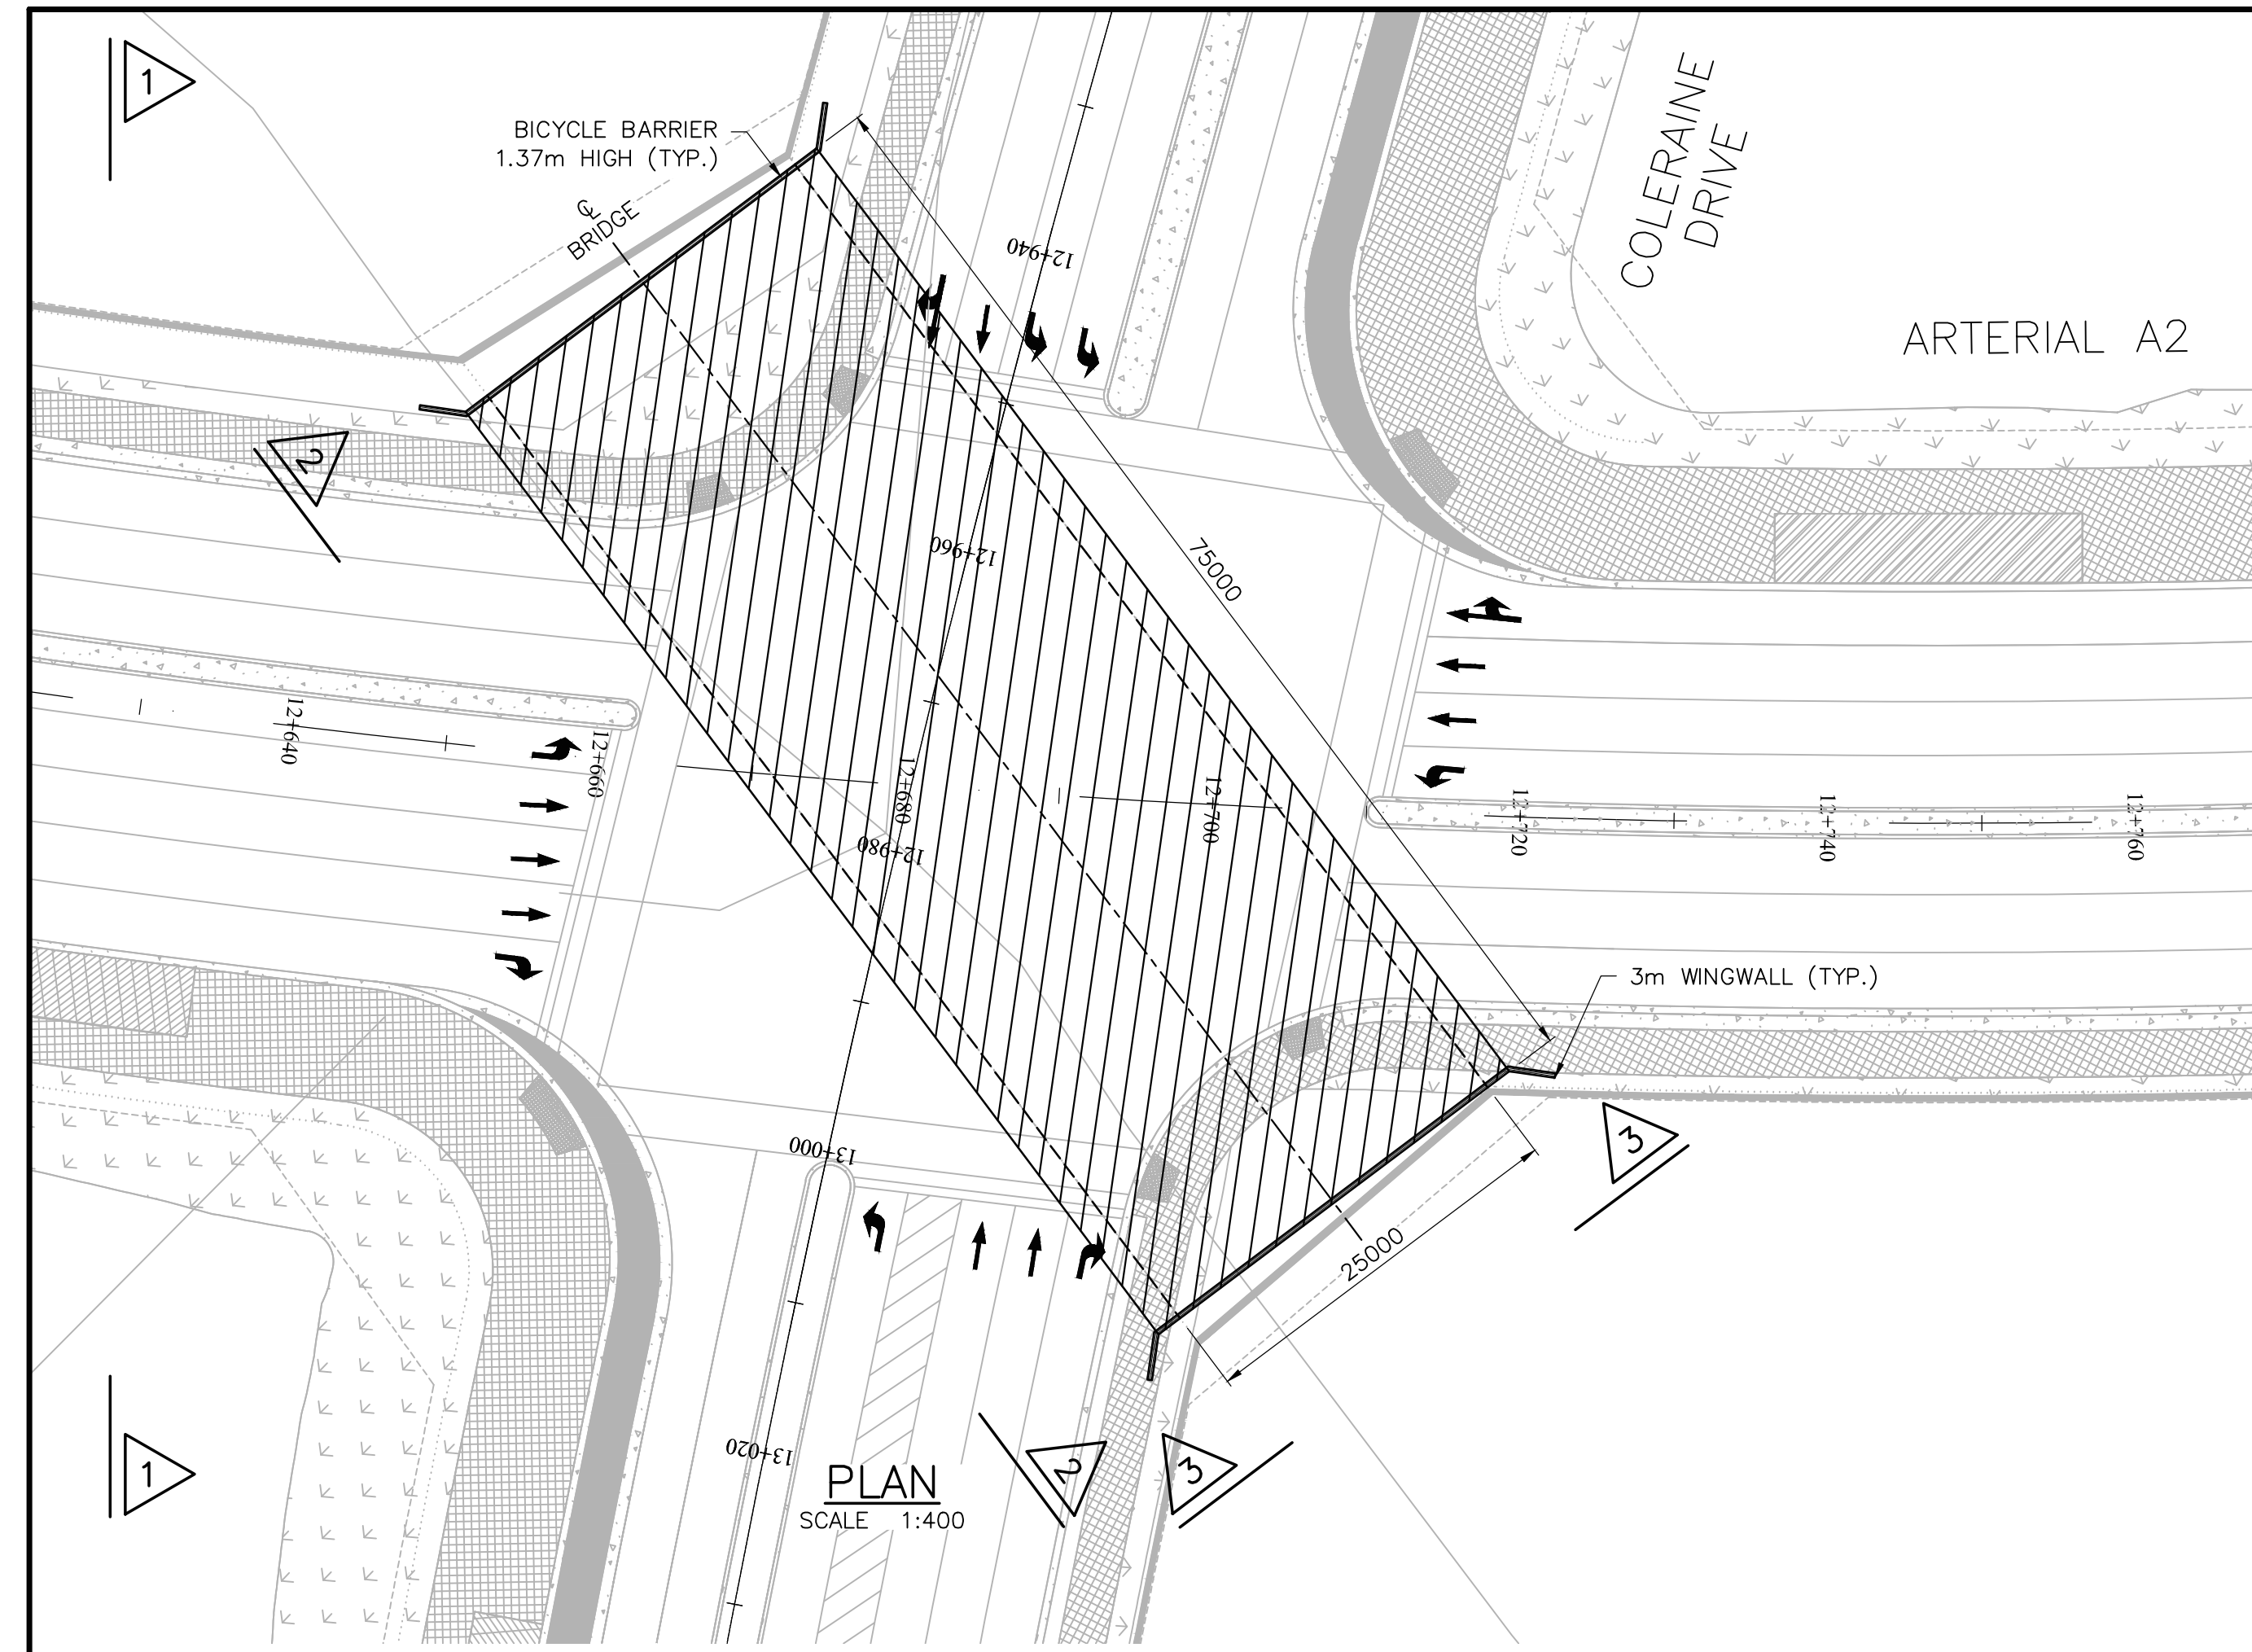 1
BICYCLE BARRIER
1.37m HIGH (TYP.)
℄
BRIDGE
COLERAINE
DRIVE
ARTERIAL A2
12+940
2
12+960
75000
12+640
12+660
12+680
12+700
12+720
12+740
12+760
12+980
3m WINGWALL (TYP.)
3
13+000
25000
13+020
1
PLAN
SCALE 1:400
2
3